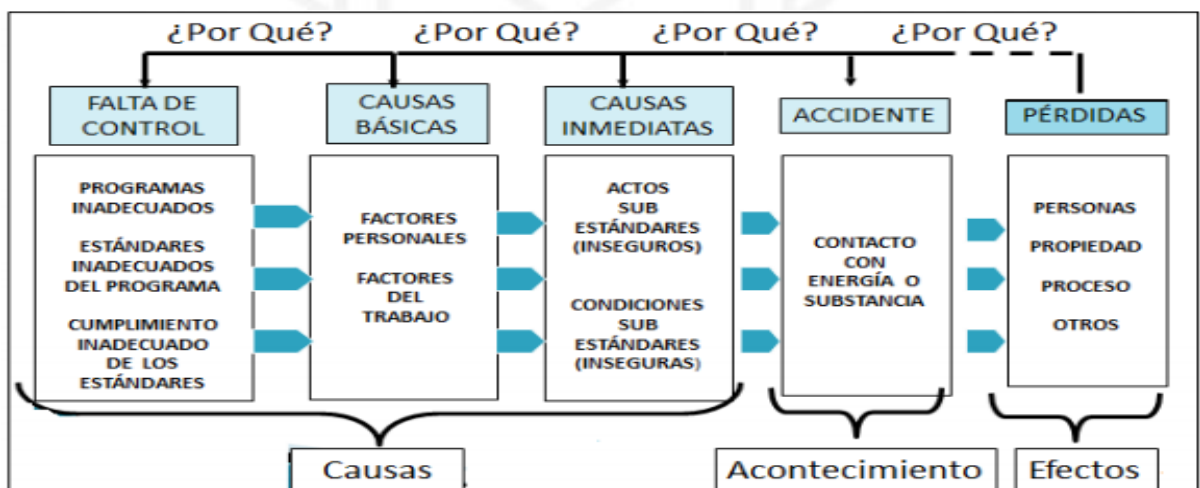 ¿Por Qué? ¿Por Qué? ¿Por Qué? ¿Por Qué?
FALTA DE
CONTROL
CAUSAS
BÁSICAS
CAUSAS
INMEDIATAS
ACCIDENTE
PÉRDIDAS
PROGRAMAS
INADECUADOS
ESTÁNDARES
INADECUADOS
DEL PROGRAMA
CUMPLIMIENTO
INADECUADO
DE LOS
ESTÁNDARES
FACTORES
PERSONALES
FACTORES
DEL
TRABAJO
ACTOS
SUB
ESTÁNDARES
(INSEGUROS)
CONDICIONES
SUB
ESTÁNDARES
(INSEGURAS)
CONTACTO
CON
ENERGÍA O
SUBSTANCIA
PERSONAS
PROPIEDAD
PROCESO
OTROS
Causas
Acontecimiento
Efectos